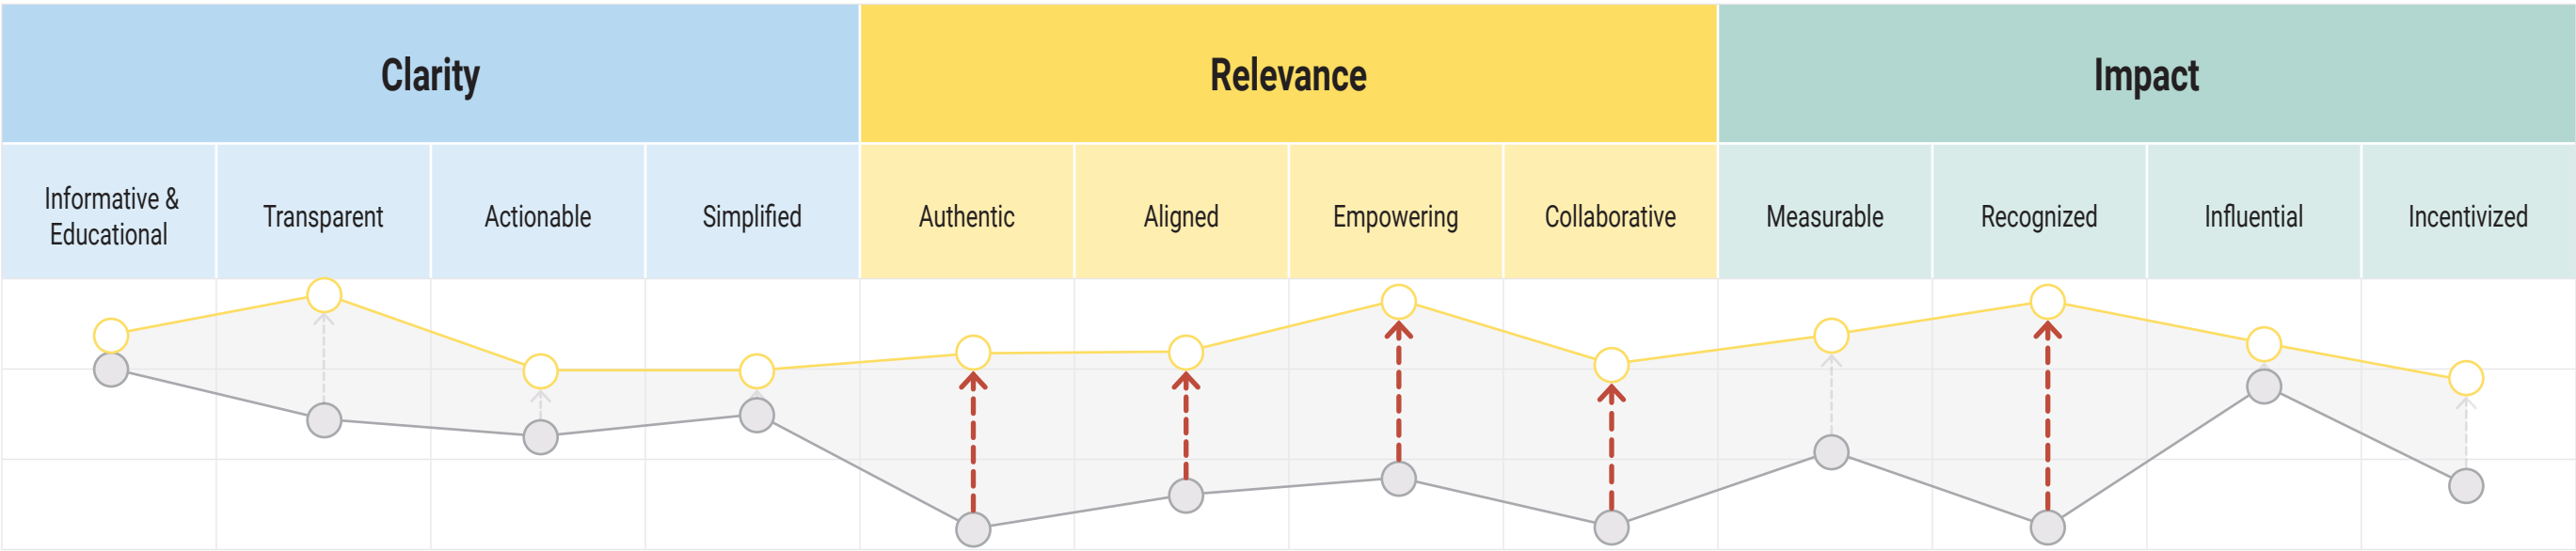 Clarity
Relevance
Impact
Informative &
Educational
Transparent
Actionable
Simplified
Authentic
Aligned
Empowering
Collaborative
Measurable
Recognized
Influential
Incentivized